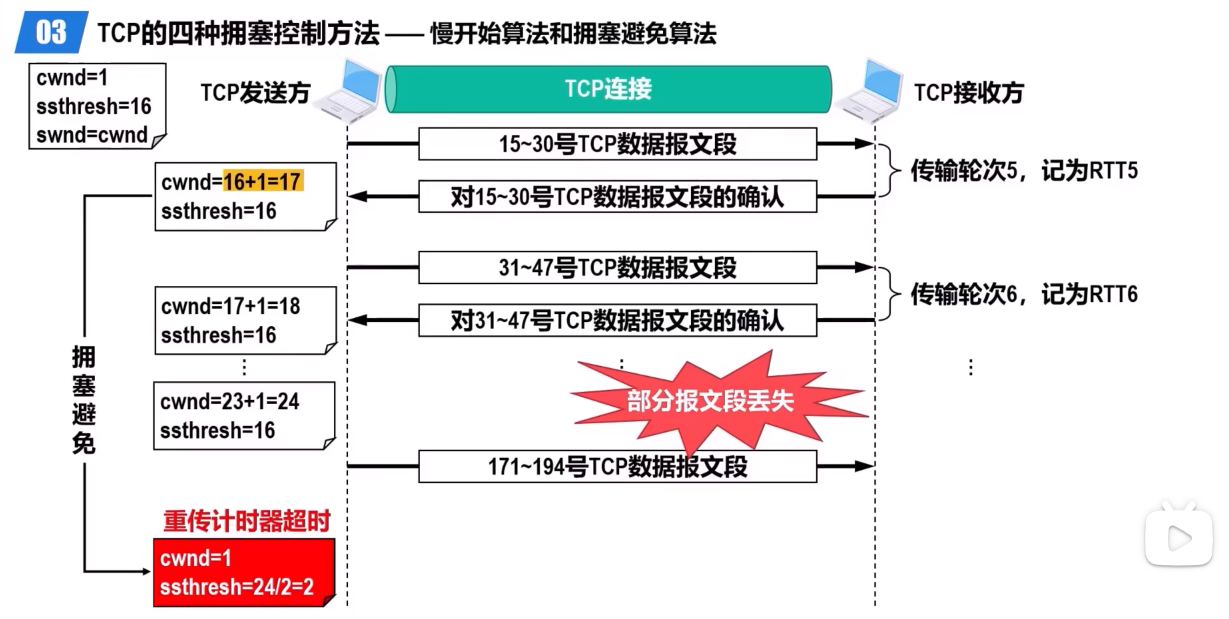 03 TCP的四种拥塞控制方法 —— 慢开始算法和拥塞避免算法
cwnd=1
ssthresh=16
swnd=cwnd
TCP发送方
TCP连接
TCP接收方
15~30号TCP数据报文段
传输轮次5，记为RTT5
cwnd=16+1=17
ssthresh=16
对15~30号TCP数据报文段的确认
31~47号TCP数据报文段
传输轮次6，记为RTT6
cwnd=17+1=18
ssthresh=16
对31~47号TCP数据报文段的确认
⋮
⋮
⋮
拥塞避免
cwnd=23+1=24
ssthresh=16
部分报文段丢失
171~194号TCP数据报文段
重传计时器超时
cwnd=1
ssthresh=24/2=2